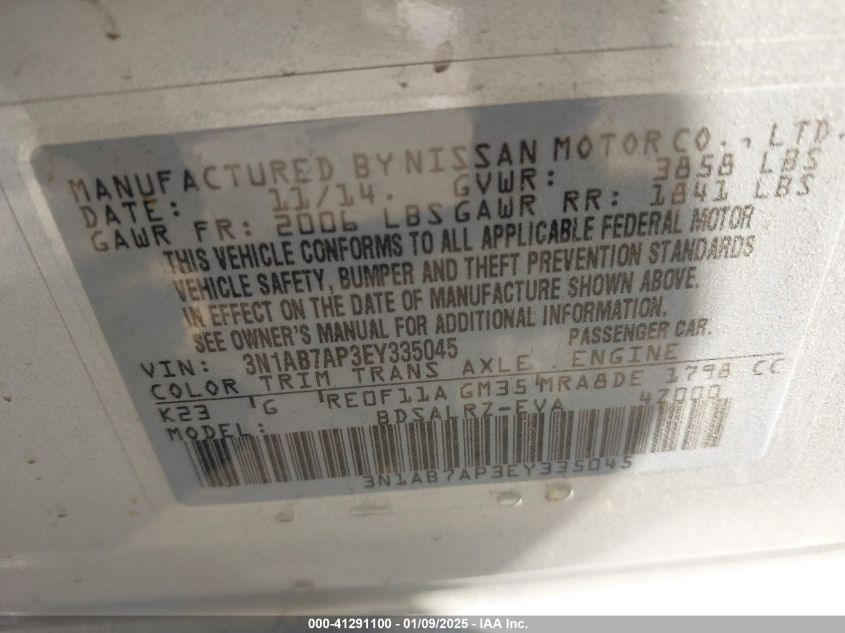 MANUFACTURED BY NISSAN MOTOR CO., LTD.
DATE: 11/14. GVWR: 3858 LBS
GAWR FR: 2006 LBS GAWR RR: 1841 LBS
THIS VEHICLE CONFORMS TO ALL APPLICABLE FEDERAL MOTOR
VEHICLE SAFETY, BUMPER AND THEFT PREVENTION STANDARDS
IN EFFECT ON THE DATE OF MANUFACTURE SHOWN ABOVE.
SEE OWNER'S MANUAL FOR ADDITIONAL INFORMATION.
VIN: 3N1AB7AP3EY335045 PASSENGER CAR.
COLOR TRIM TRANS AXLE ENGINE
K23 G RE0F11A GM35 MRA8DE 1798 CC
MODEL: BDSALRZ-EVA 4Z000
3N1AB7AP3EY335045
000-41291100 - 01/09/2025 - IAA Inc.